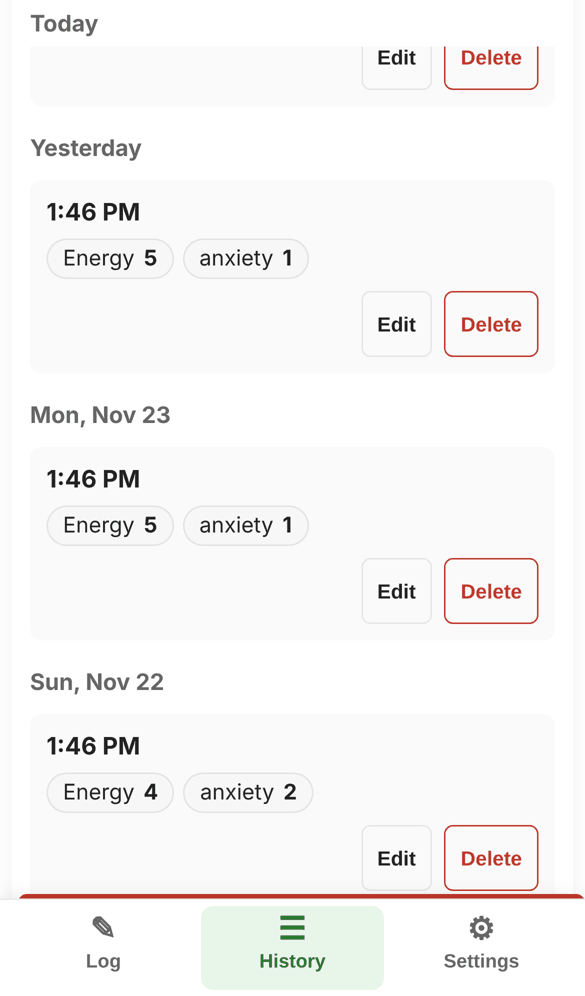 Today
Edit Delete
Yesterday
1:46 PM
Energy 5 anxiety 1
Edit Delete
Mon, Nov 23
1:46 PM
Energy 5 anxiety 1
Edit Delete
Sun, Nov 22
1:46 PM
Energy 4 anxiety 2
Edit Delete
Log History Settings